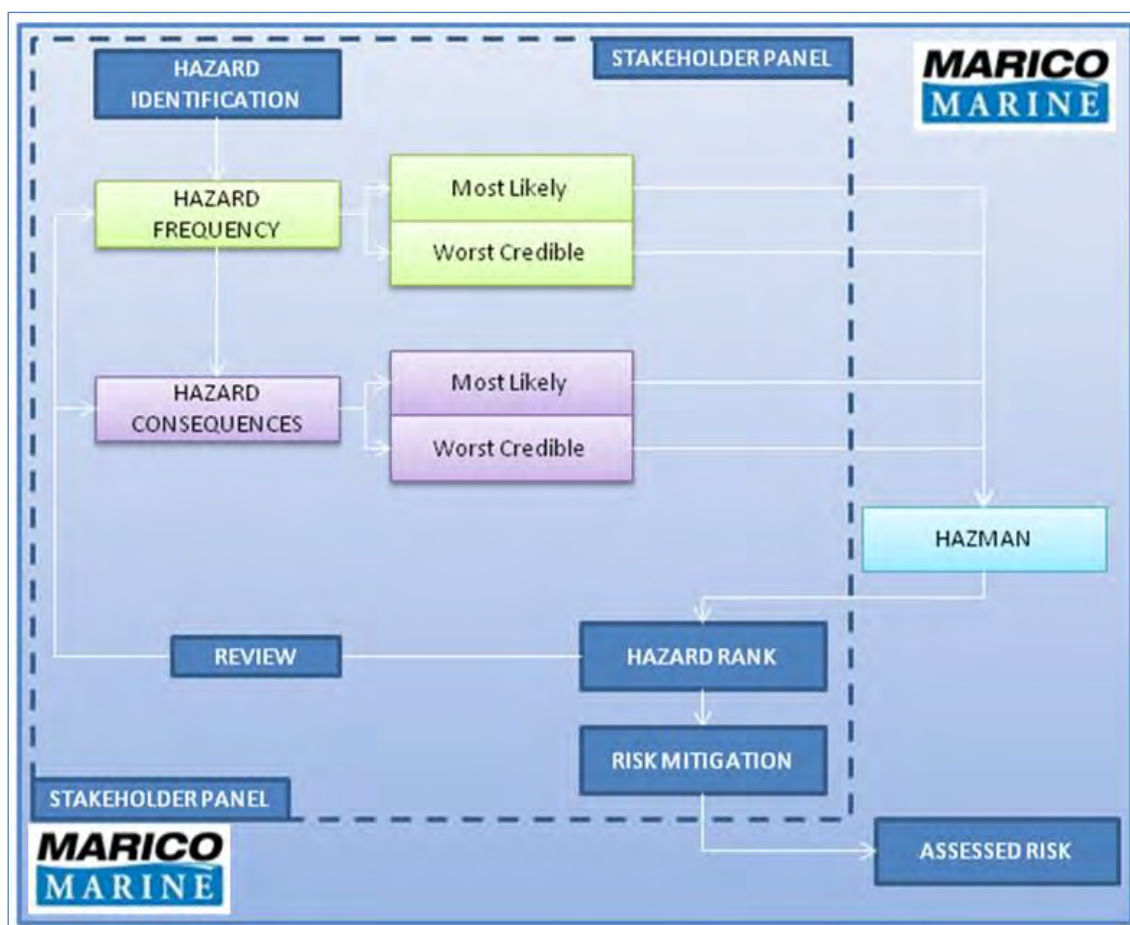 STAKEHOLDER PANEL
MARICO
MARINE
HAZARD
IDENTIFICATION
HAZARD
FREQUENCY
Most Likely
Worst Credible
HAZARD
CONSEQUENCES
Most Likely
Worst Credible
HAZMAN
REVIEW
HAZARD RANK
RISK MITIGATION
STAKEHOLDER PANEL
MARICO
MARINE
ASSESSED RISK